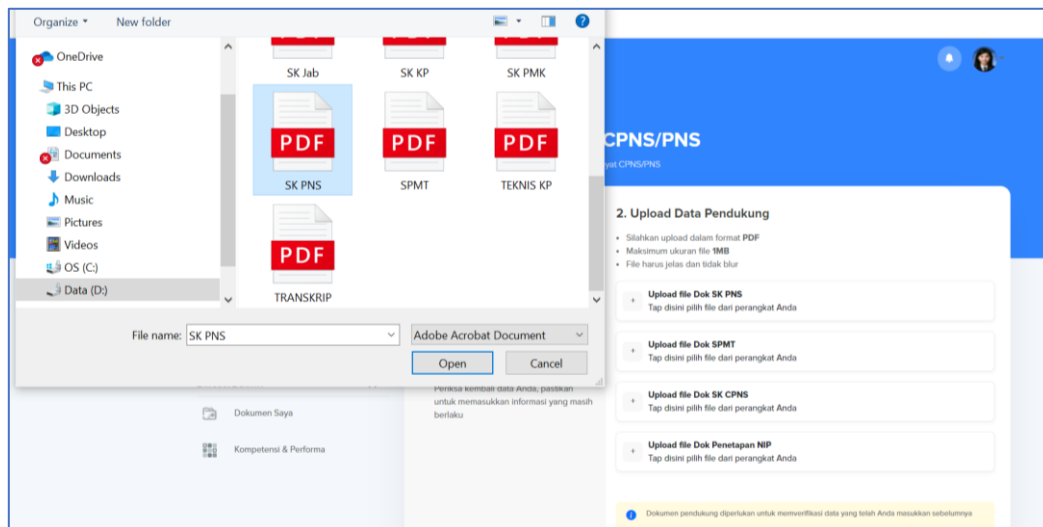 Organize
New folder
OneDrive
This PC
3D Objects
Desktop
Documents
Downloads
Music
Pictures
Videos
OS (C:)
Data (D:)
SK Jab
SK KP
SK PMK
PDF
PDF
PDF
SK PNS
SPMT
TEKNIS KP
PDF
TRANSKRIP
File name:
SK PNS
Adobe Acrobat Document
Open
Cancel
CPNS/PNS
yat CPNS/PNS
2. Upload Data Pendukung
• Silahkan upload dalam format PDF
• Maksimum ukuran file 1MB
• File harus jelas dan tidak blur
+
Upload file Dok SK PNS
Tap disini pilih file dari perangkat Anda
+
Upload file Dok SPMT
Tap disini pilih file dari perangkat Anda
+
Upload file Dok SK CPNS
Tap disini pilih file dari perangkat Anda
+
Upload file Dok Penetapan NIP
Tap disini pilih file dari perangkat Anda
Dokumen pendukung diperlukan untuk memverifikasi data yang telah Anda masukkan sebelumnya
Periksa kembali data Anda, pastikan
untuk memasukkan informasi yang masih
berlaku
Dokumen Saya
Kompetensi & Performa